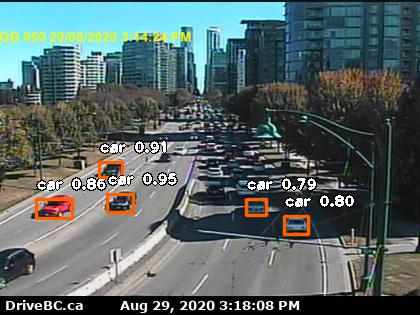 GB 050 29/08/2020 3:14:24 PM
car 0.91
car 0.86
car 0.95
car 0.79
car 0.80
DriveBC.ca Aug 29, 2020 3:18:08 PM